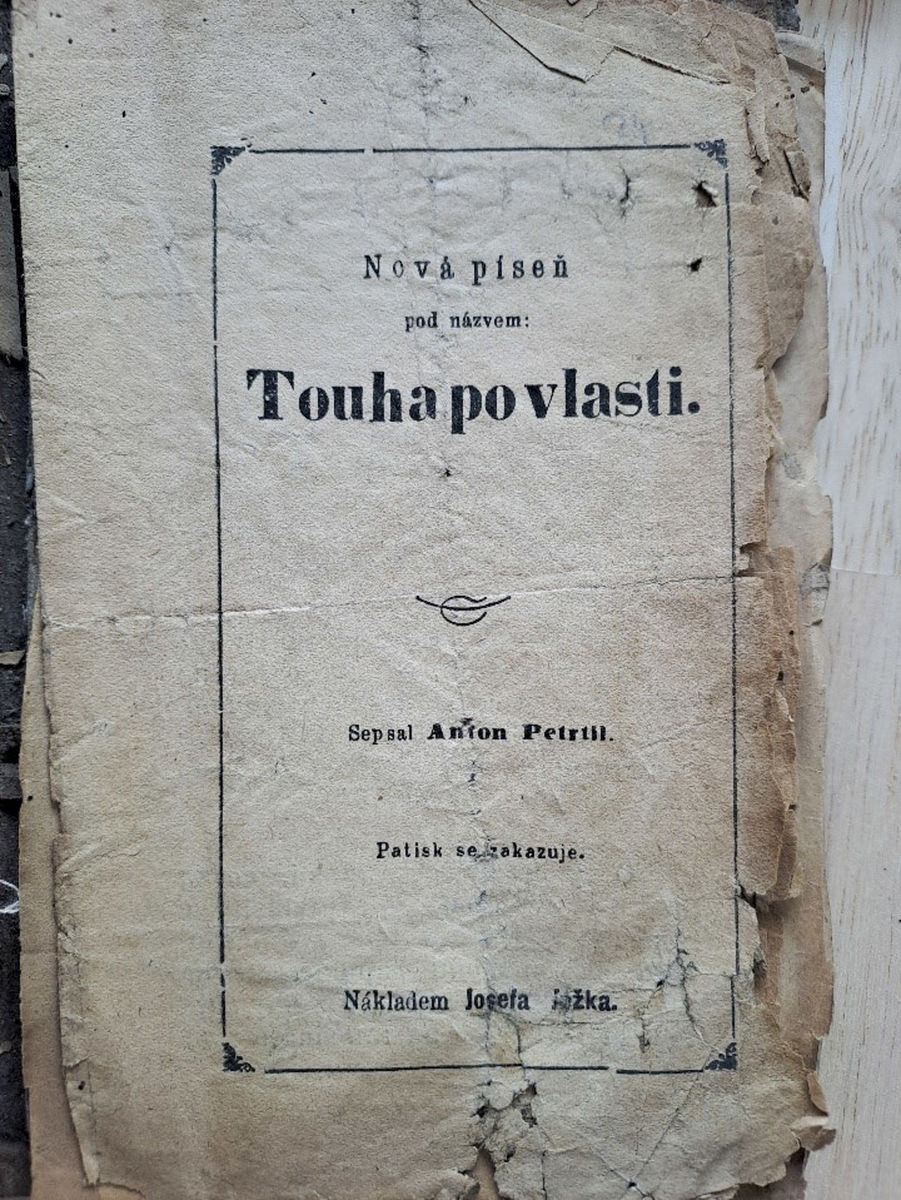 Nová píseň
pod názvem:
Touha po vlasti.
Sepsal Anton Petrtil.
Patisk se zakazuje.
Nákladem Josefa